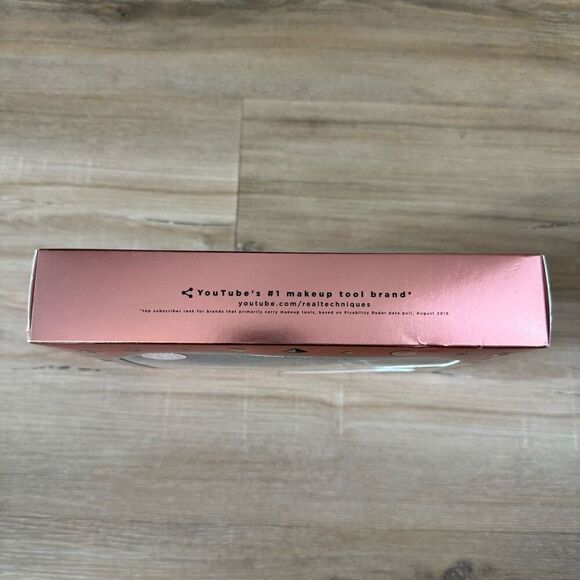 YouTube's #1 makeup tool brand*
youtube.com/realtechniques
*top subscriber rank for brands that primarily carry makeup tools, based on Pixability Radar data pull, August 2019.